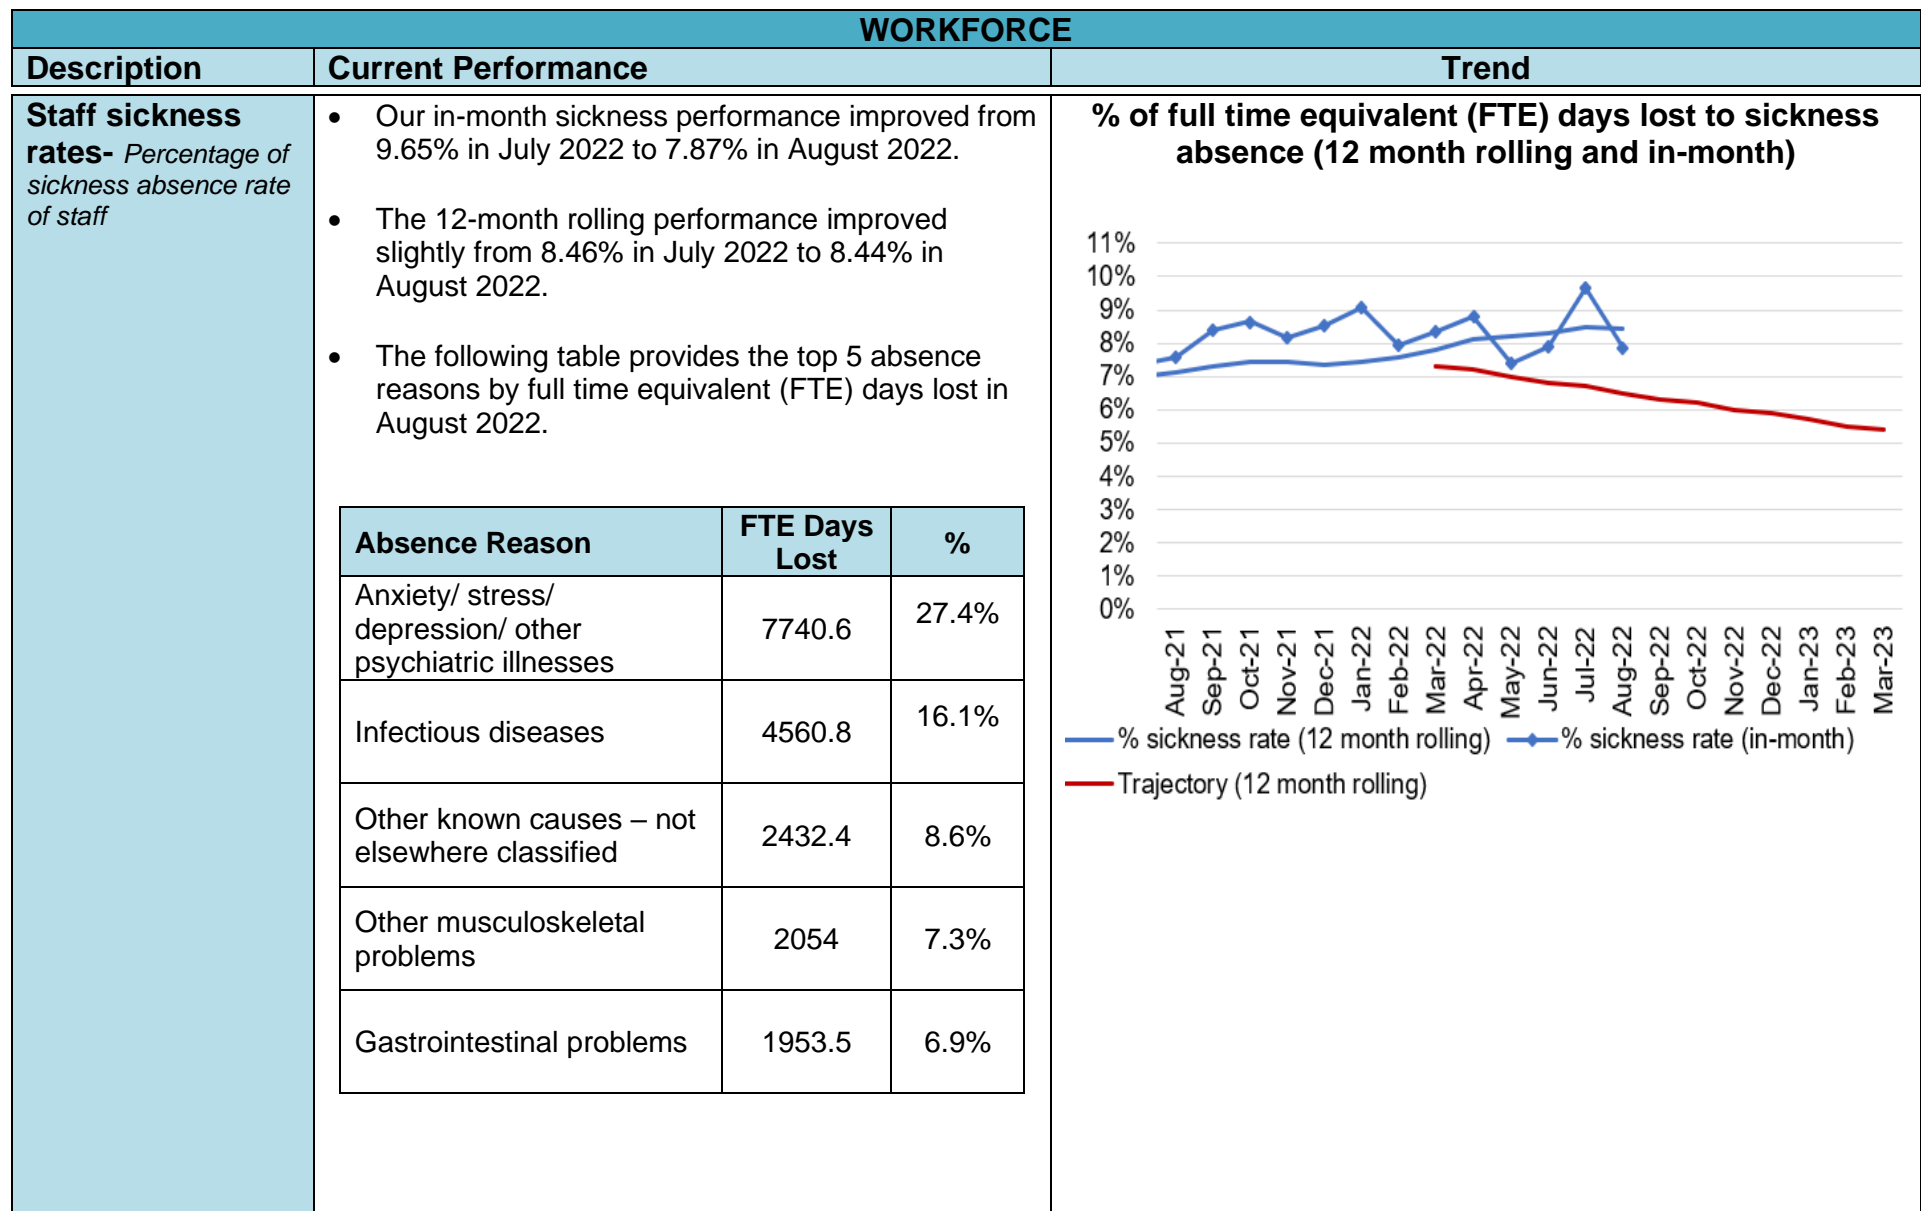 WORKFORCE
Description
Current Performance
Trend
Staff sickness
rates- Percentage of
sickness absence rate
of staff
• Our in-month sickness performance improved from
9.65% in July 2022 to 7.87% in August 2022.
• The 12-month rolling performance improved
slightly from 8.46% in July 2022 to 8.44% in
August 2022.
• The following table provides the top 5 absence
reasons by full time equivalent (FTE) days lost in
August 2022.
Absence Reason
FTE Days
Lost
%
Anxiety/ stress/
depression/ other
psychiatric illnesses
7740.6
27.4%
Infectious diseases
4560.8
16.1%
Other known causes – not
elsewhere classified
2432.4
8.6%
Other musculoskeletal
problems
2054
7.3%
Gastrointestinal problems
1953.5
6.9%
% of full time equivalent (FTE) days lost to sickness
absence (12 month rolling and in-month)
11%
10%
9%
8%
7%
6%
5%
4%
3%
2%
1%
0%
Aug-21
Sep-21
Oct-21
Nov-21
Dec-21
Jan-22
Feb-22
Mar-22
Apr-22
May-22
Jun-22
Jul-22
Aug-22
Sep-22
Oct-22
Nov-22
Dec-22
Jan-23
Feb-23
Mar-23
% sickness rate (12 month rolling)
% sickness rate (in-month)
Trajectory (12 month rolling)